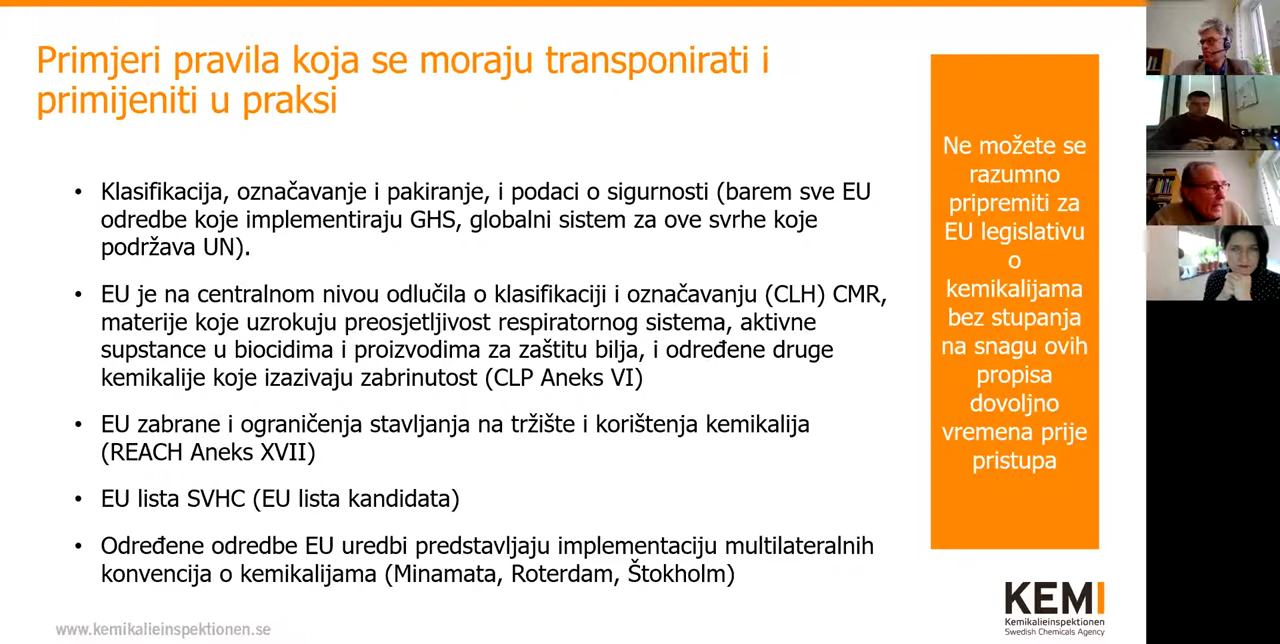 Primjeri pravila koja se moraju transponirati i
primijeniti u praksi
• Klasifikacija, označavanje i pakiranje, i podaci o sigurnosti (barem sve EU
odredbe koje implementiraju GHS, globalni sistem za ove svrhe koje
podržava UN).
• EU je na centralnom nivou odlučila o klasifikaciji i označavanju (CLH) CMR,
materije koje uzrokuju preosjetljivost respiratornog sistema, aktivne
supstance u biocidima i proizvodima za zaštitu bilja, i određene druge
kemikalije koje izazivaju zabrinutost (CLP Aneks VI)
• EU zabrane i ograničenja stavljanja na tržište i korištenja kemikalija
(REACH Aneks XVII)
• EU lista SVHC (EU lista kandidata)
• Određene odredbe EU uredbi predstavljaju implementaciju multilateralnih
konvencija o kemikalijama (Minamata, Roterdam, Štokholm)
Ne možete se
razumno
pripremiti za
EU legislativu
o
kemikalijama
bez stupanja
na snagu ovih
propisa
dovoljno
vremena prije
pristupa
www.kemikalieinspektionen.se
KEMI
Kemikalieinspektionen
Swedish Chemicals Agency